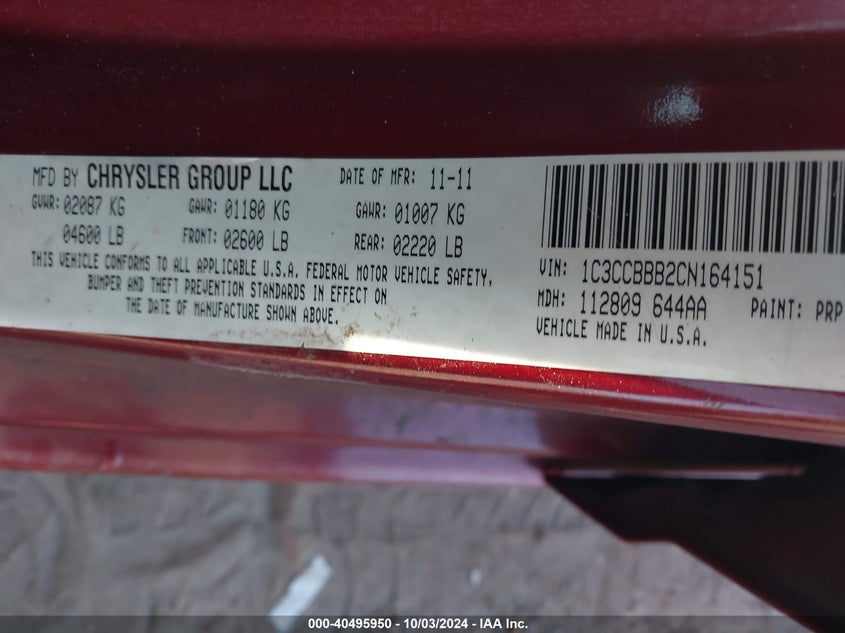 MFD BY CHRYSLER GROUP LLC DATE OF MFR: 11-11
GVWR: 02087 KG GAWR: 01180 KG GAWR: 01007 KG
04600 LB FRONT: 02600 LB REAR: 02220 LB
THIS VEHICLE CONFORMS TO ALL APPLICABLE U.S.A. FEDERAL MOTOR VEHICLE SAFETY,
BUMPER AND THEFT PREVENTION STANDARDS IN EFFECT ON
THE DATE OF MANUFACTURE SHOWN ABOVE.
VIN: 1C3CCBBB2CN164151
MDH: 112809 644AA PAINT: PRP
VEHICLE MADE IN U.S.A.
000-40495950 - 10/03/2024 - IAA Inc.